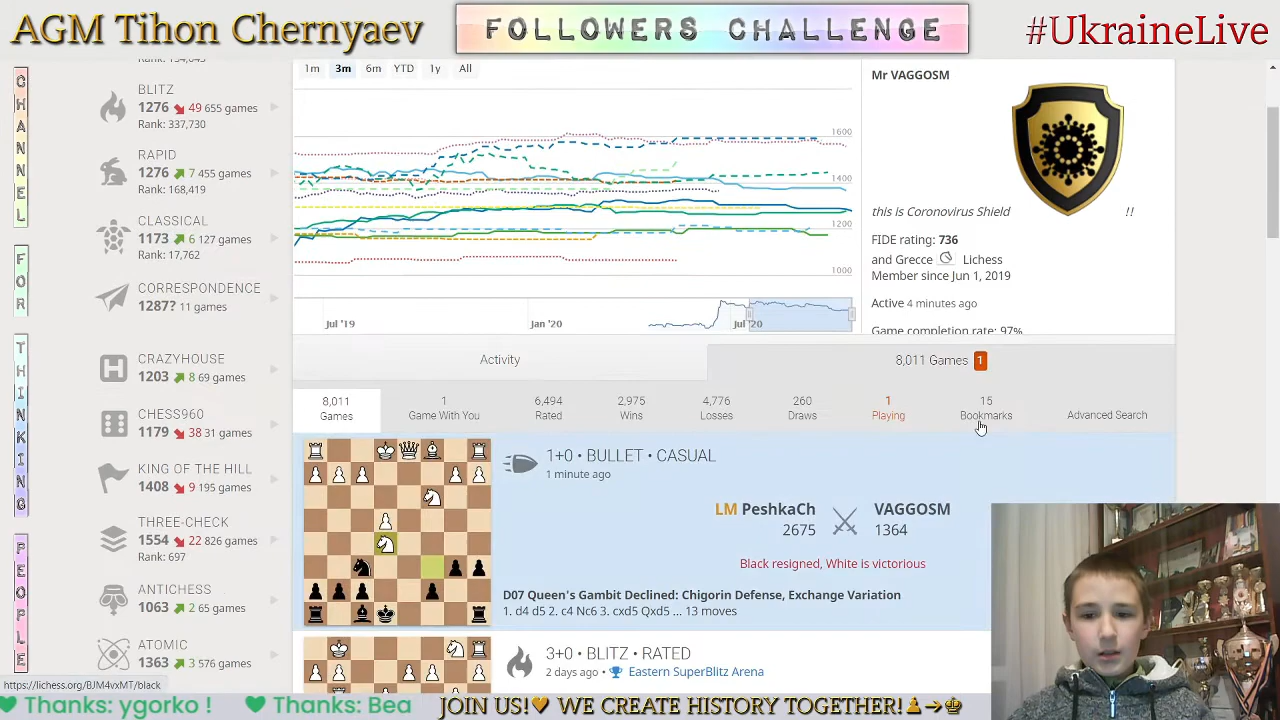 AGM Tihon Chernyaev
FOLLOWERS CHALLENGE
#UkraineLive
CHANNEL
FOR
THINKING
PEOPLE
BLITZ
1276 49 655 games
Rank: 337,730
RAPID
1276 7 455 games
Rank: 168,419
CLASSICAL
1173 6 127 games
Rank: 17,762
CORRESPONDENCE
1287? 11 games
CRAZYHOUSE
1203 8 69 games
CHESS960
1179 38 31 games
KING OF THE HILL
1408 9 195 games
THREE-CHECK
1554 22 826 games
Rank: 697
ANTICHESS
1063 2 65 games
ATOMIC
1363 3 576 games
1m 3m 6m YTD 1y All
1600
1400
1200
1000
Jul '19 Jan '20 Jul '20
Mr VAGGOSM
this is Coronovirus Shield !!
FIDE rating: 736
and Grecce Lichess
Member since Jun 1, 2019
Active 4 minutes ago
Game completion rate: 97%
Activity
8,011 Games 1
8,011 Games
1 Game With You
6,494 Rated
2,975 Wins
4,776 Losses
260 Draws
1 Playing
15 Bookmarks
Advanced Search
1+0 • BULLET • CASUAL
1 minute ago
LM PeshkaCh VAGGOSM
2675 1364
Black resigned, White is victorious
D07 Queen's Gambit Declined: Chigorin Defense, Exchange Variation
1. d4 d5 2. c4 Nc6 3. cxd5 Qxd5 ... 13 moves
3+0 • BLITZ • RATED
2 days ago • Eastern SuperBlitz Arena
https://lichess.org/BJM4vxMT/black
Thanks: ygorko ! Thanks: Bea
JOIN US! WE CREATE HISTORY TOGETHER!